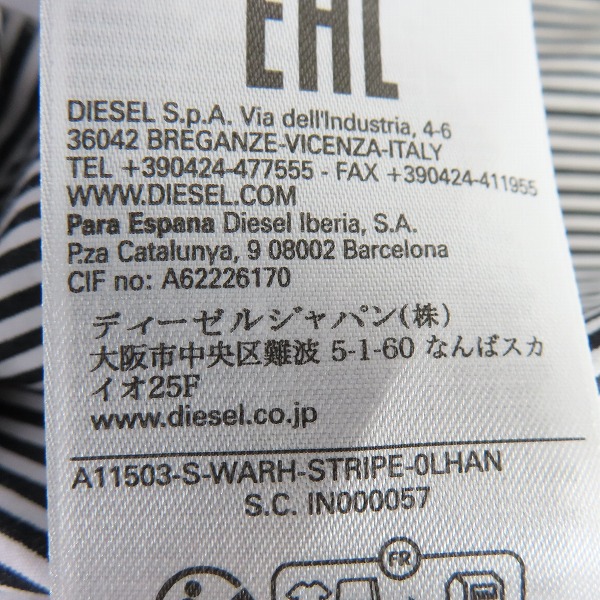 EAC
DIESEL S.p.A. Via dell'Industria, 4-6
36042 BREGANZE-VICENZA-ITALY
TEL +390424-477555 - FAX +390424-411955
WWW.DIESEL.COM
Para Espana Diesel Iberia, S.A.
P.za Catalunya, 9 08002 Barcelona
CIF no: A62226170
ディーゼルジャパン(株)
大阪市中央区難波 5-1-60 なんばスカ
イオ25F
www.diesel.co.jp
A11503-S-WARH-STRIPE-0LHAN
S.C. IN000057
FR